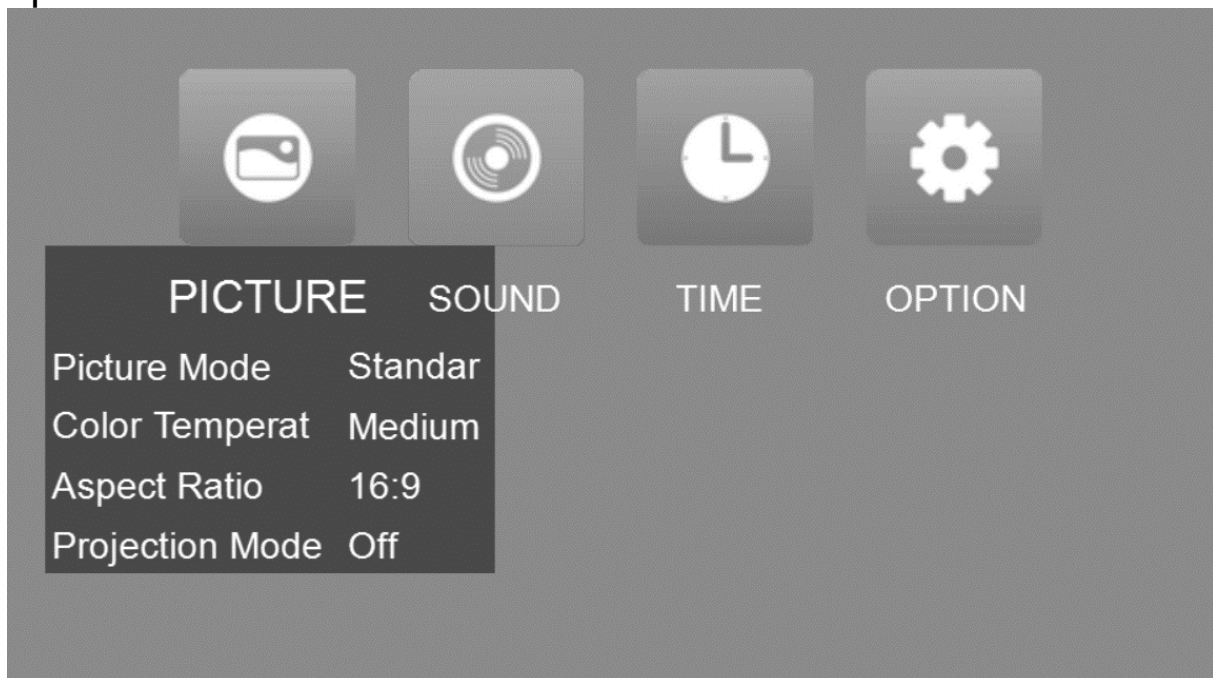 PICTURE SOUND TIME OPTION
Picture Mode Standar
Color Temperat Medium
Aspect Ratio 16:9
Projection Mode Off